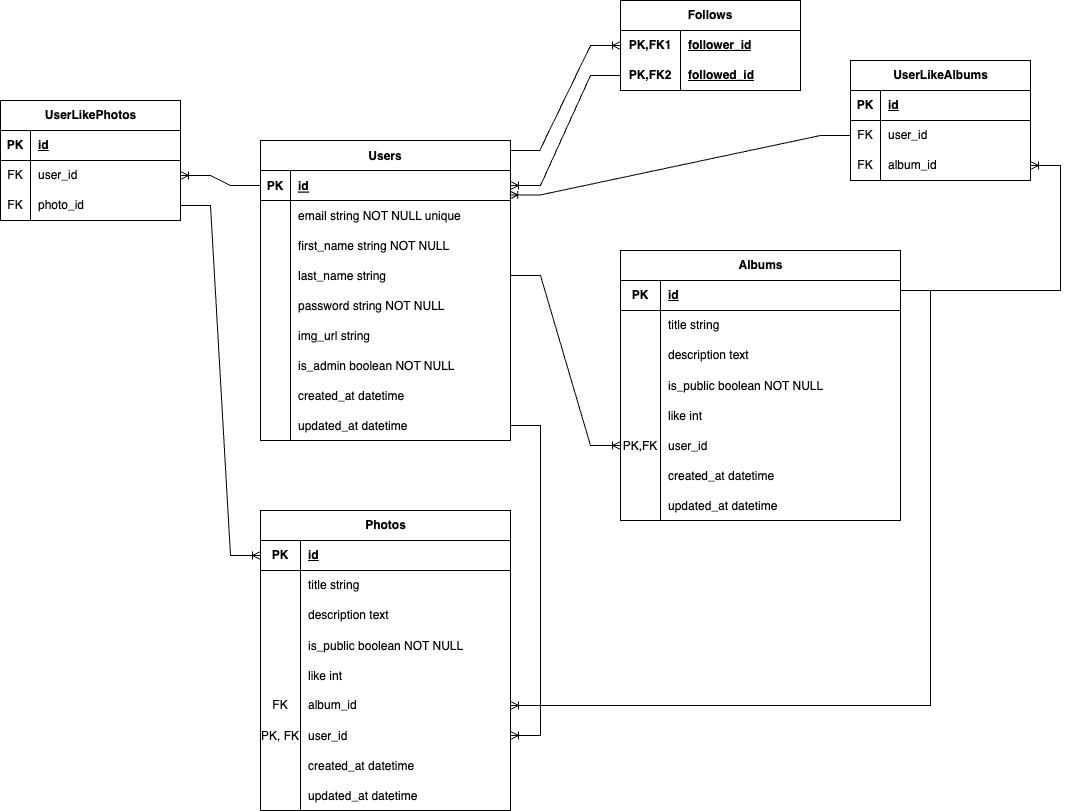 Follows
PK,FK1 follower_id
PK,FK2 followed_id
UserLikeAlbums
PK id
FK user_id
FK album_id
UserLikePhotos
PK id
FK user_id
FK photo_id
Users
PK id
email string NOT NULL unique
first_name string NOT NULL
last_name string
password string NOT NULL
img_url string
is_admin boolean NOT NULL
created_at datetime
updated_at datetime
Albums
PK id
title string
description text
is_public boolean NOT NULL
like int
PK,FK user_id
created_at datetime
updated_at datetime
Photos
PK id
title string
description text
is_public boolean NOT NULL
like int
FK album_id
PK, FK user_id
created_at datetime
updated_at datetime